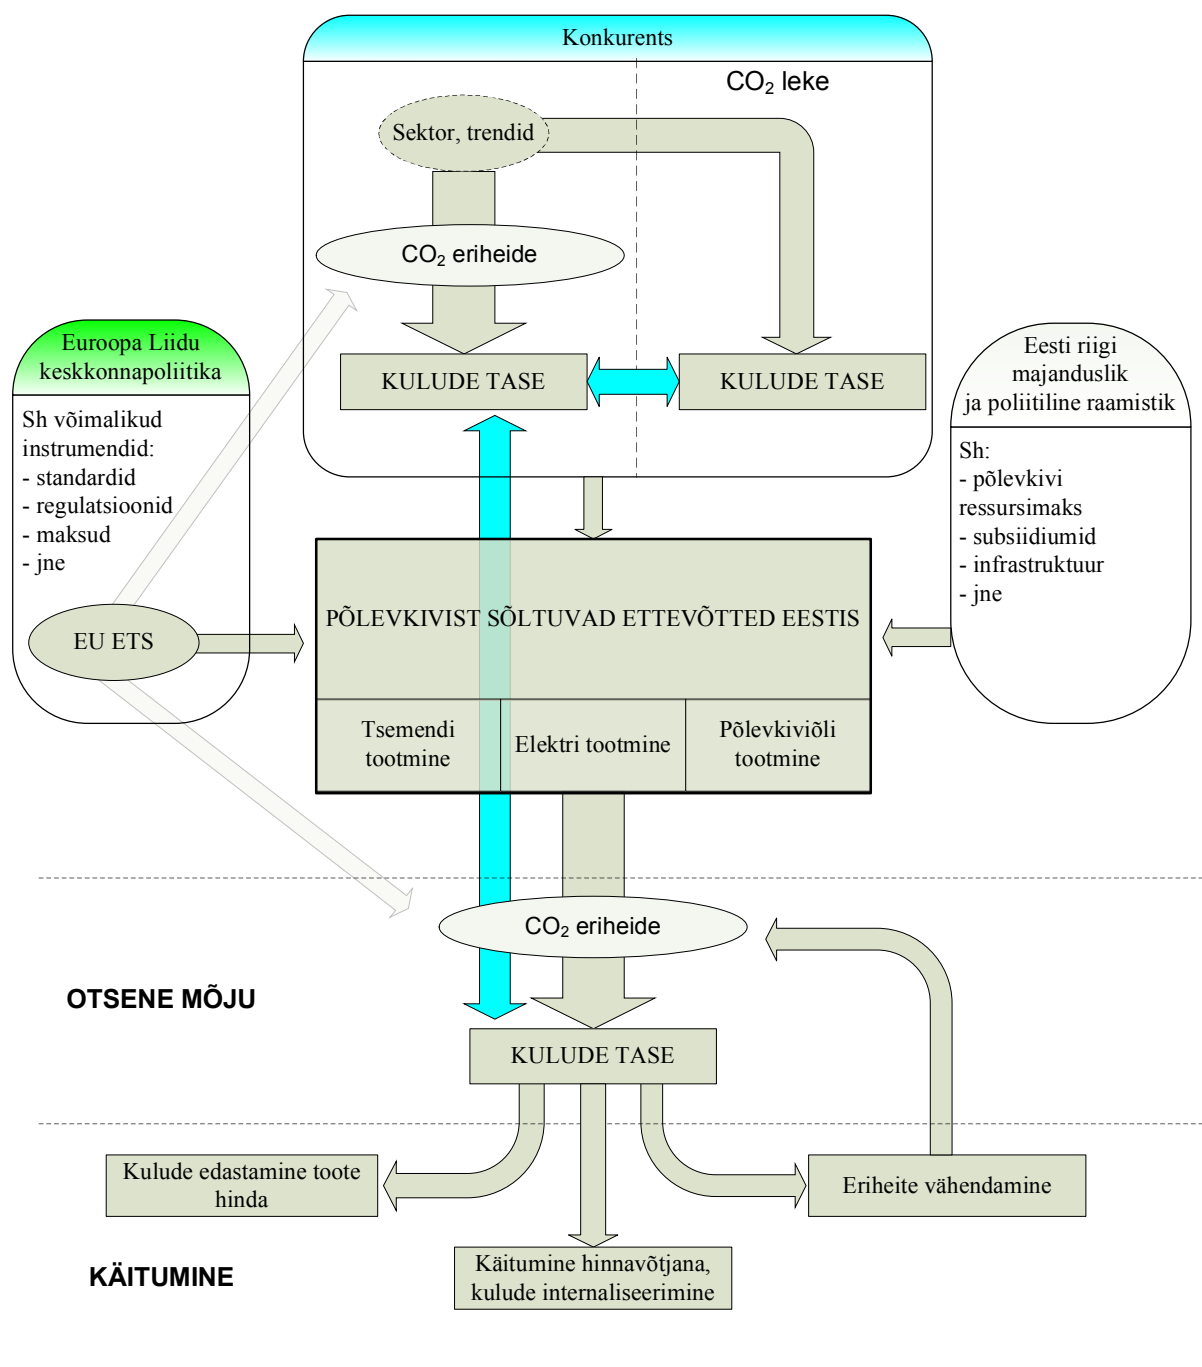 Konkurents
CO₂ leke
Sektor, trendid
CO₂ eriheide
KULUDE TASE
KULUDE TASE
Euroopa Liidu
keskkonnapoliitika
Sh võimalikud
instrumendid:
- standardid
- regulatsioonid
- maksud
- jne
EU ETS
Eesti riigi
majanduslik
ja poliitiline raamistik
Sh:
- põlevkivi
ressursimaks
- subsiidiumid
- infrastruktuur
- jne
PÕLEVKIVIST SÕLTUVAD ETTEVÕTTED EESTIS
Tsemendi
tootmine
Elektri tootmine
Põlevkiviõli
tootmine
CO₂ eriheide
OTSENE MÕJU
KULUDE TASE
Kulude edastamine toote
hinda
Eriheite vähendamine
KÄITUMINE
Käitumine hinnavõtjana,
kulude internaliseerimine